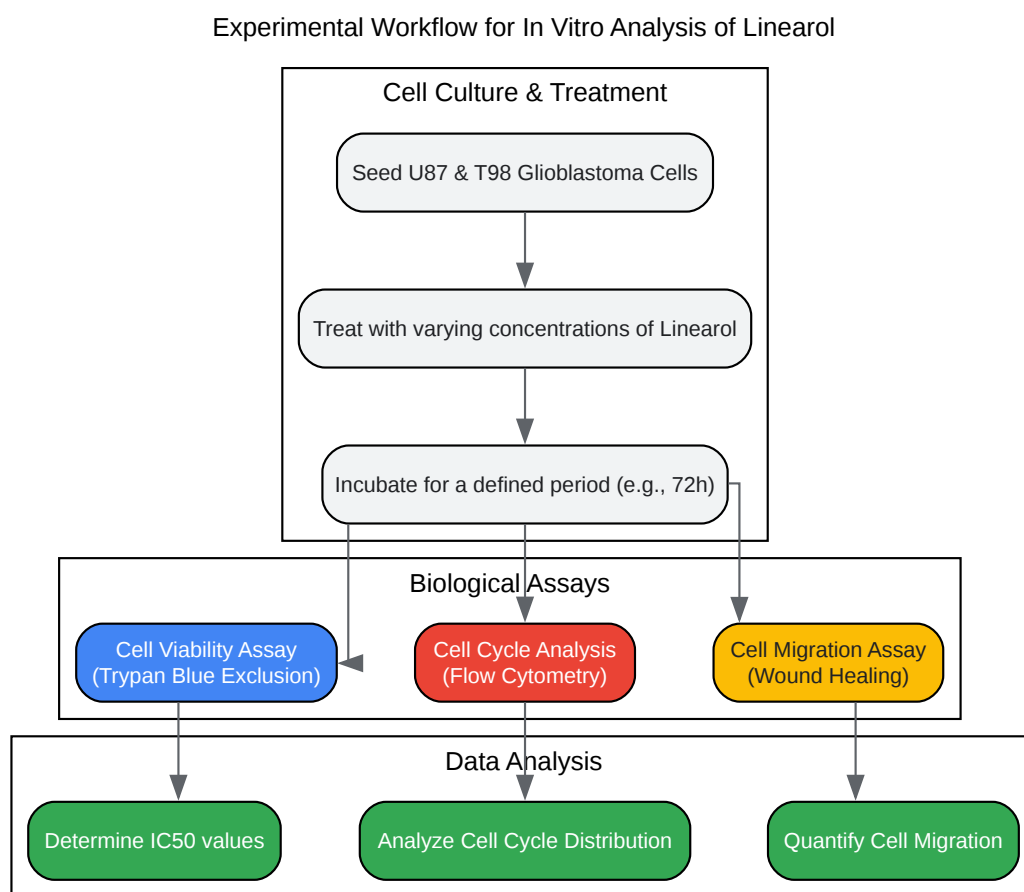 Experimental Workflow for In Vitro Analysis of Linearol
Cell Culture & Treatment
Seed U87 & T98 Glioblastoma Cells
Treat with varying concentrations of Linearol
Incubate for a defined period (e.g., 72h)
Biological Assays
Cell Viability Assay
(Trypan Blue Exclusion)
Cell Cycle Analysis
(Flow Cytometry)
Cell Migration Assay
(Wound Healing)
Data Analysis
Determine IC50 values
Analyze Cell Cycle Distribution
Quantify Cell Migration